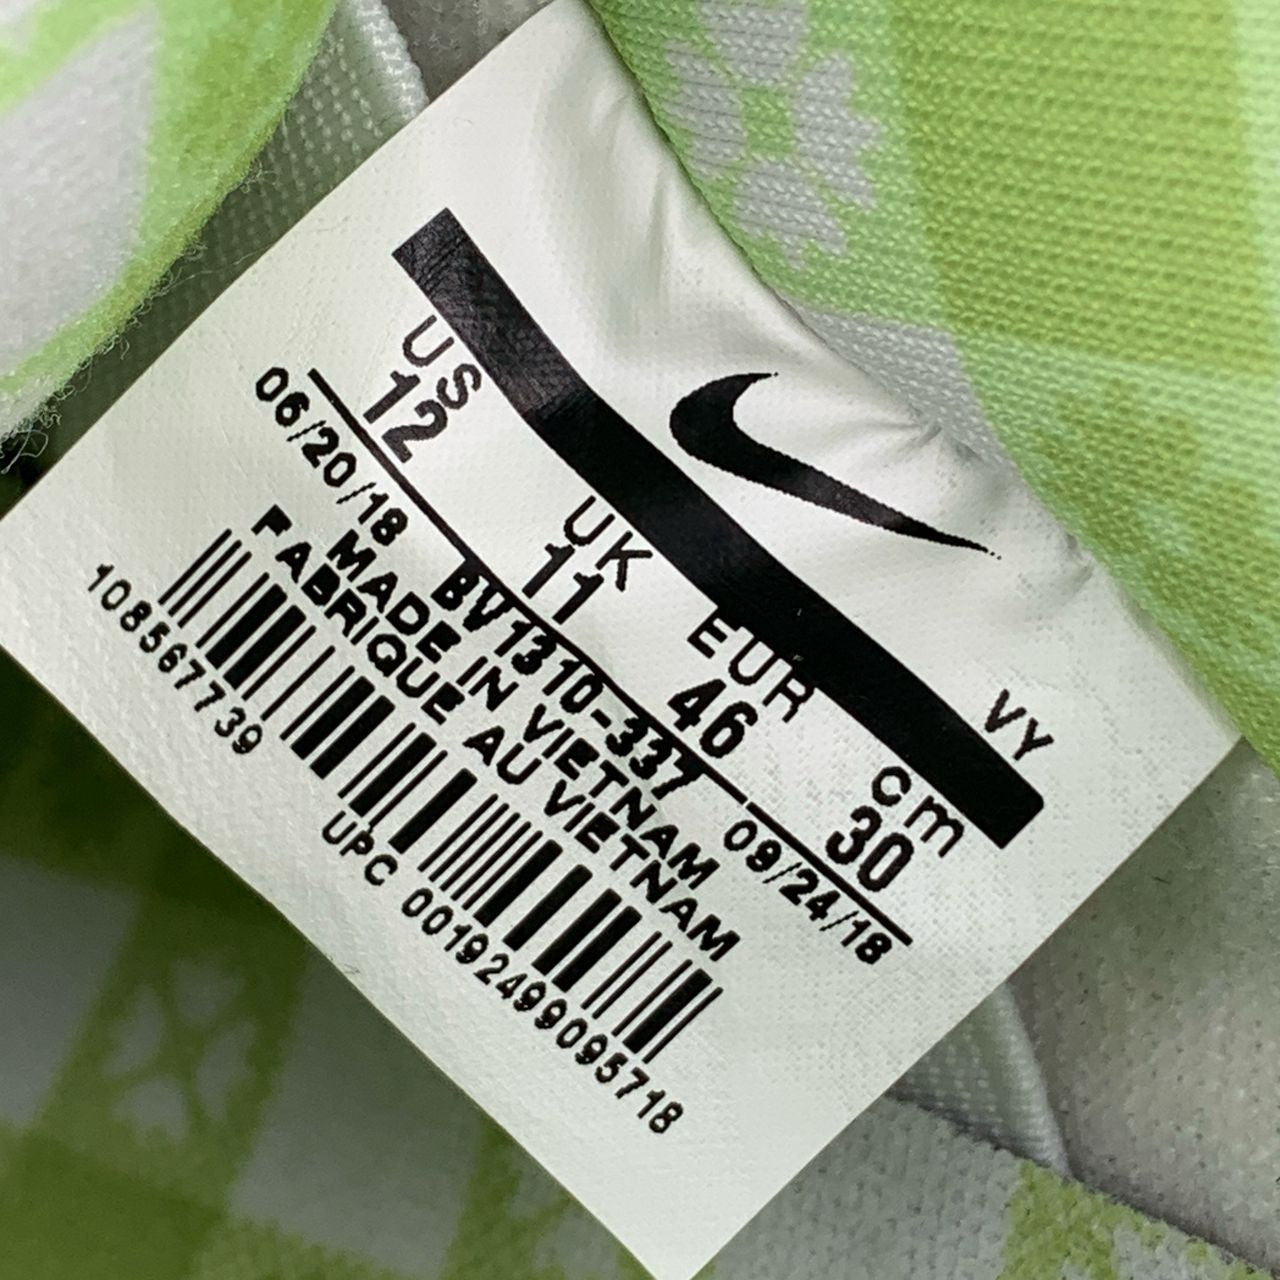 VY
US UK EUR cm
12 11 46 30
06/20/18 BV1310-337 09/24/18
MADE IN VIETNAM
FABRIQUE AU VIETNAM
1085677739
UPC 00192499095718